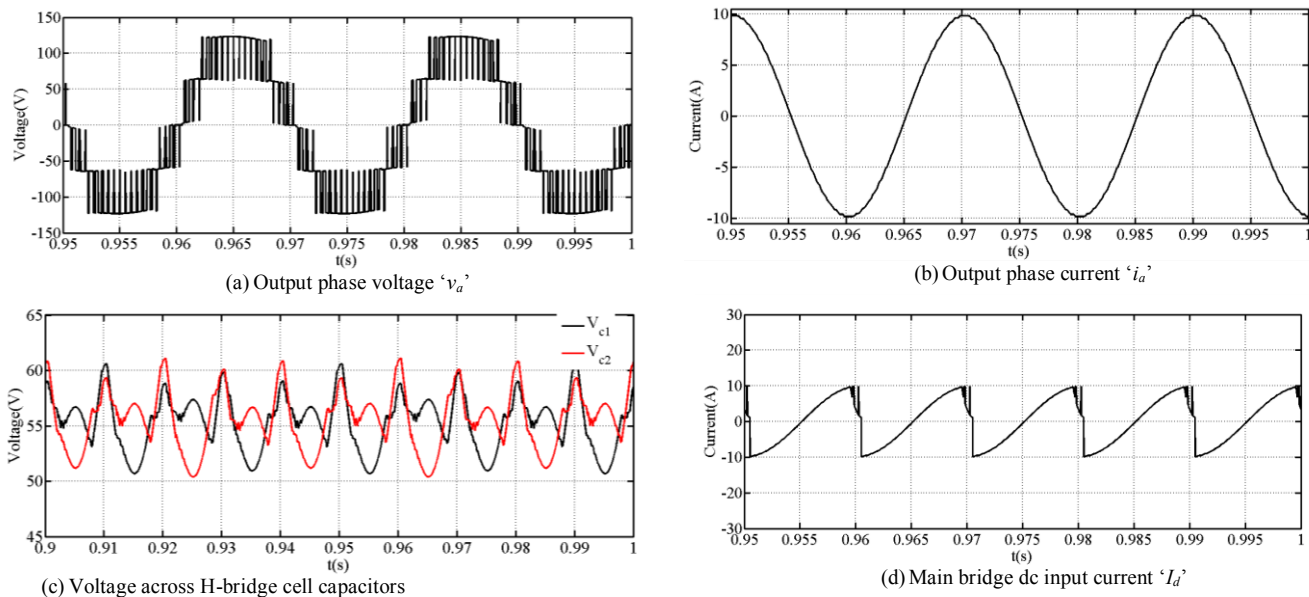 150
100
50
0
-50
-100
-150
Voltage(V)
0.95 0.955 0.96 0.965 0.97 0.975 0.98 0.985 0.99 0.995 1
t(s)
(a) Output phase voltage ‘va’
10
5
0
-5
-10
Current(A)
0.95 0.955 0.96 0.965 0.97 0.975 0.98 0.985 0.99 0.995 1
t(s)
(b) Output phase current ‘ia’
65
60
55
50
45
Voltage(V)
Vc1
Vc2
0.9 0.91 0.92 0.93 0.94 0.95 0.96 0.97 0.98 0.99 1
t(s)
(c) Voltage across H-bridge cell capacitors
30
20
10
0
-10
-20
-30
Current(A)
0.95 0.955 0.96 0.965 0.97 0.975 0.98 0.985 0.99 0.995 1
t(s)
(d) Main bridge dc input current ‘Id’